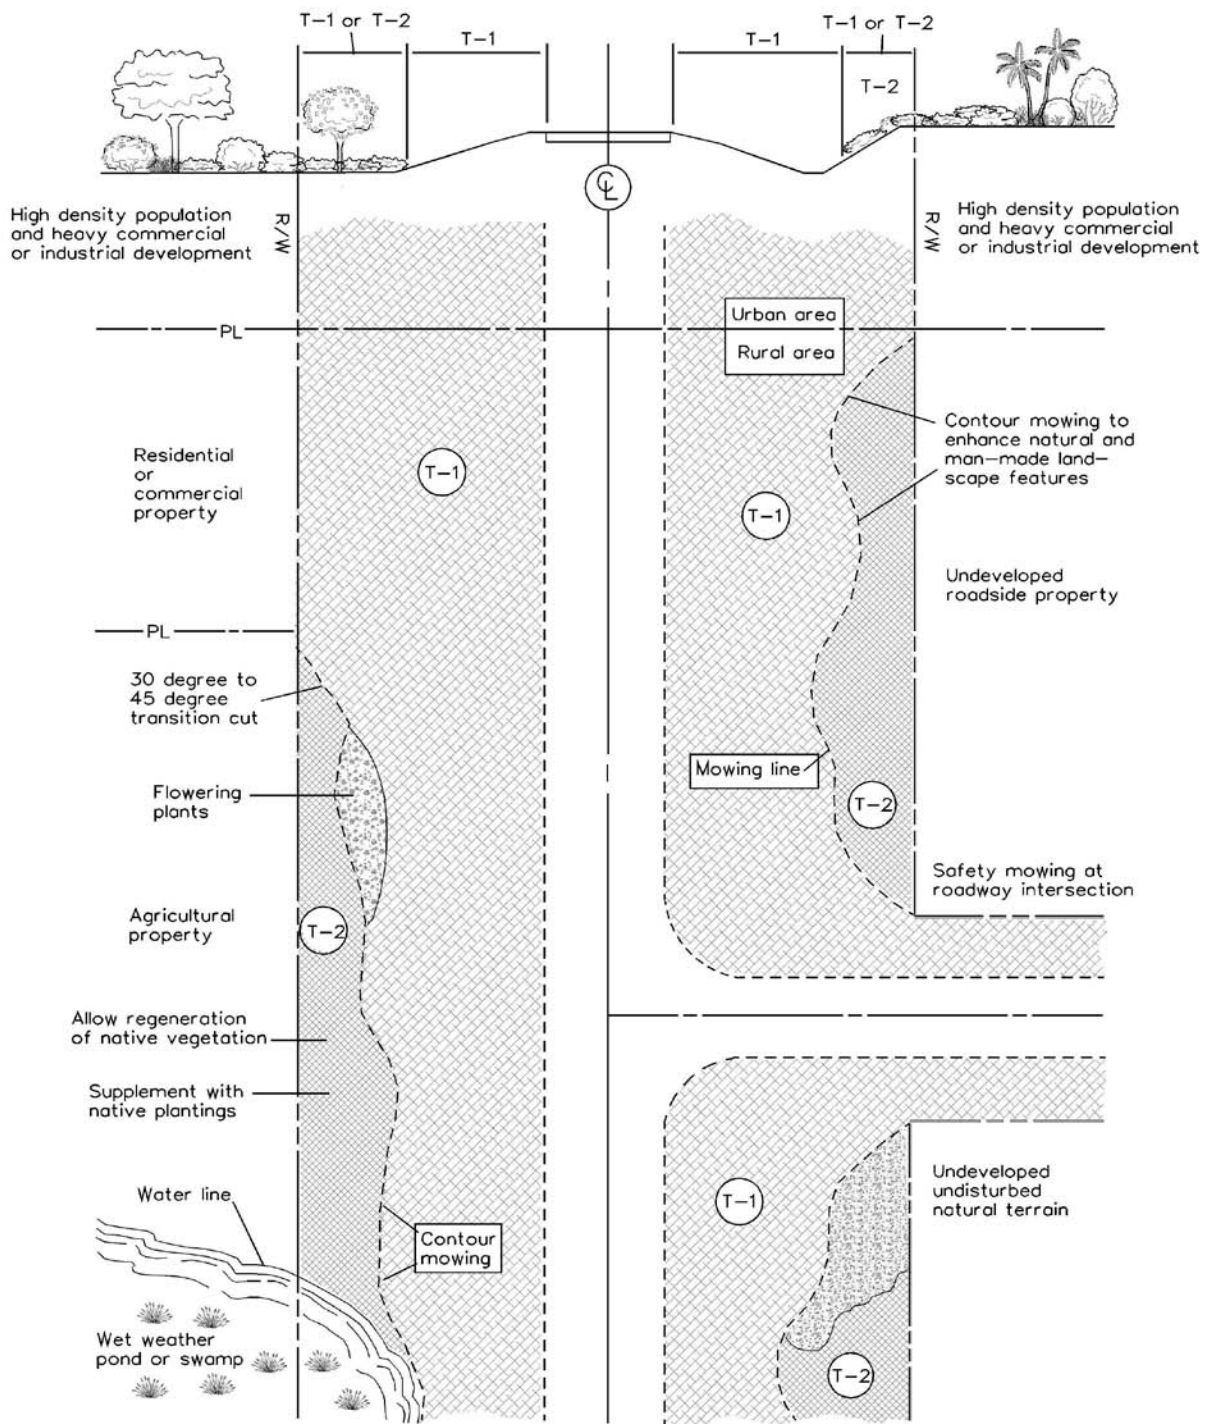 T-1 or T-2
T-1
T-1
T-1 or T-2
T-2
CL
High density population
and heavy commercial
or industrial development
R/W
R/W
High density population
and heavy commercial
or industrial development
PL
Urban area
Rural area
Residential
or
commercial
property
T-1
T-1
Contour mowing to
enhance natural and
man-made land-
scape features
Undeveloped
roadside property
PL
30 degree to
45 degree
transition cut
Flowering
plants
Mowing line
T-2
Safety mowing at
roadway intersection
Agricultural
property
T-2
Allow regeneration
of native vegetation
Supplement with
native plantings
Water line
Contour
mowing
T-1
Undeveloped
undisturbed
natural terrain
Wet weather
pond or swamp
T-2